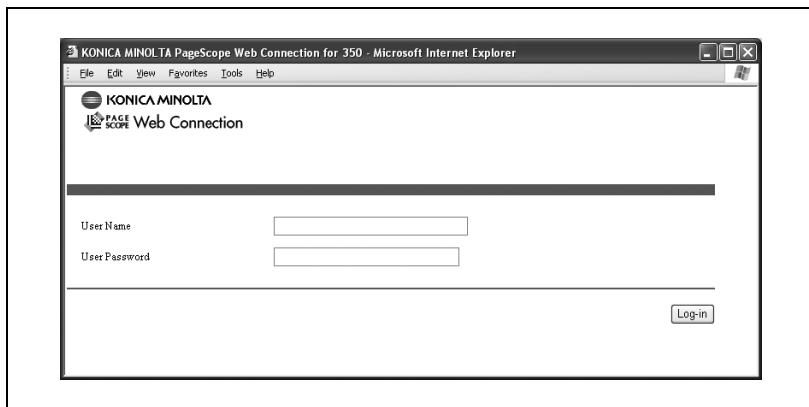 KONICA MINOLTA PageScope Web Connection for 350 - Microsoft Internet Explorer
File Edit View Favorites Tools Help
KONICA MINOLTA
PAGE SCOPE Web Connection
User Name
User Password
Log-in